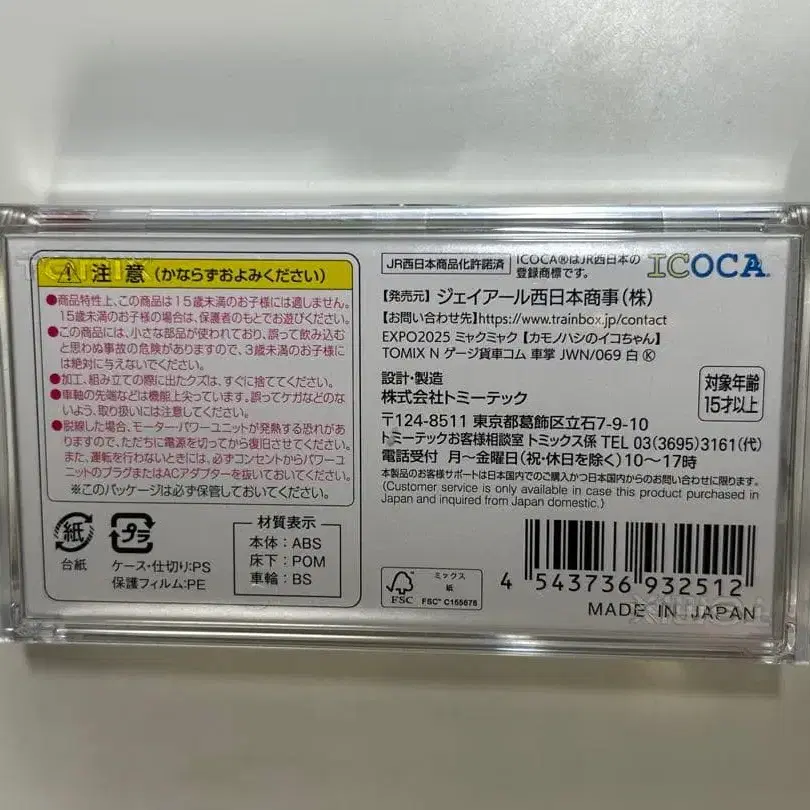 注意(かならずおよみください)
●商品特性上、この商品は15歳未満のお子様には適しません。
15歳未満のお子様の場合は、保護者のもとでお遊びください。
●この商品には、小さな部品が使われており、誤って飲み込む
と思わぬ事故の危険がありますので、3歳未満のお子様に
は絶対に与えないでください。
●加工、組み立ての際に出たクズは、すぐに捨ててください。
●車軸の先端などは機能上尖っています。誤ってケガなどのな
いよう、取り扱いには注意してください。
●脱線した場合、モーター・パワーユニットが発熱する恐れがあ
りますので、ただちに電源を切ってから復旧させてください。
また、運転を行わないときには、必ずコンセントからパワーユ
ニットのプラグまたはACアダプターを抜いておいてください。
※このパッケージは必ず保管しておいてください。
紙
台紙
プラ
ケース・仕切り:PS
保護フィルム:PE
材質表示
本体:ABS
床下:POM
車輪:BS
JR西日本商品化許諾済
ICOCA®はJR西日本の
登録商標です。
ICOCA
【発売元】ジェイアール西日本商事(株)
【お問い合わせ先】https://www.trainbox.jp/contact
EXPO2025 ミャクミャク【カモノハシのイコちゃん】
TOMIX N ゲージ貨車コム 車掌 JWN/069 白 Ⓚ
設計・製造
株式会社トミーテック
〒124-8511 東京都葛飾区立石7-9-10
トミーテックお客様相談室 トミックス係 TEL 03(3695)3161(代)
電話受付 月〜金曜日(祝・休日を除く)10〜17時
対象年齢
15才以上
本製品のお客様サポートは日本国内でのご購入かつ日本国内からのお問い合わせに限ります。
(Customer service is only available in case this product purchased in
Japan and inquired from Japan domestic.)
FSC
ミックス
紙
FSC™ C155675
4 543736 932512
MADE IN JAPAN